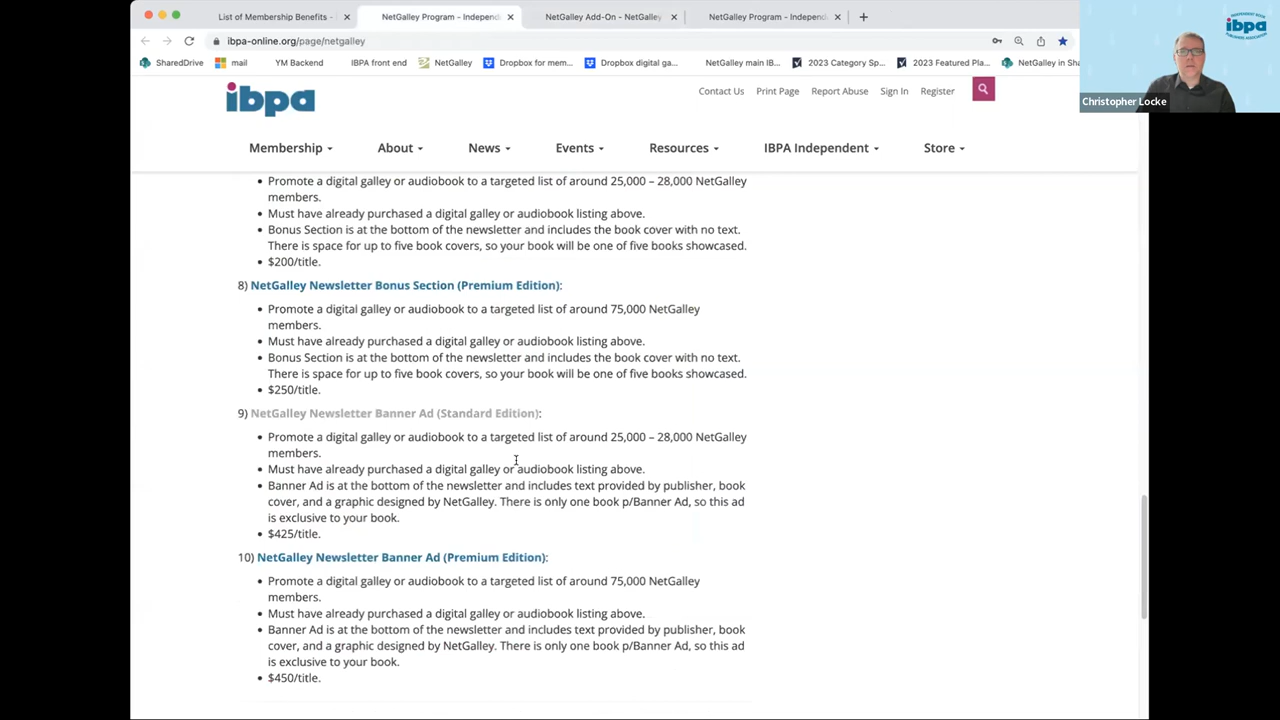 List of Membership Benefits -
NetGalley Program – Independ
NetGalley Add-On - NetGalley
NetGalley Program - Independ
ibpa-online.org/page/netgalley
SharedDrive
mail
YM Backend
IBPA front end
NetGalley
Dropbox for mem...
Dropbox digital ga...
NetGalley main IB...
2023 Category Sp...
2023 Featured Pla...
NetGalley in Sh
ibpa
Christopher Locke
ibpa
Contact Us
Print Page
Report Abuse
Sign In
Register
Membership
About
News
Events
Resources
IBPA Independent
Store
• Promote a digital galley or audiobook to a targeted list of around 25,000 – 28,000 NetGalley
members.
• Must have already purchased a digital galley or audiobook listing above.
• Bonus Section is at the bottom of the newsletter and includes the book cover with no text.
There is space for up to five book covers, so your book will be one of five books showcased.
• $200/title.
8) NetGalley Newsletter Bonus Section (Premium Edition):
• Promote a digital galley or audiobook to a targeted list of around 75,000 NetGalley
members.
• Must have already purchased a digital galley or audiobook listing above.
• Bonus Section is at the bottom of the newsletter and includes the book cover with no text.
There is space for up to five book covers, so your book will be one of five books showcased.
• $250/title.
9) NetGalley Newsletter Banner Ad (Standard Edition):
• Promote a digital galley or audiobook to a targeted list of around 25,000 – 28,000 NetGalley
members.
• Must have already purchased a digital galley or audiobook listing above.
• Banner Ad is at the bottom of the newsletter and includes text provided by publisher, book
cover, and a graphic designed by NetGalley. There is only one book p/Banner Ad, so this ad
is exclusive to your book.
• $425/title.
10) NetGalley Newsletter Banner Ad (Premium Edition):
• Promote a digital galley or audiobook to a targeted list of around 75,000 NetGalley
members.
• Must have already purchased a digital galley or audiobook listing above.
• Banner Ad is at the bottom of the newsletter and includes text provided by publisher, book
cover, and a graphic designed by NetGalley. There is only one book p/Banner Ad, so this ad
is exclusive to your book.
• $450/title.